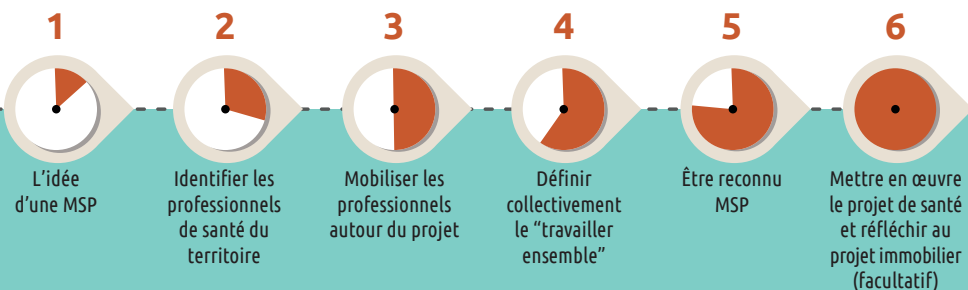 1
L'idée
d'une MSP
2
Identifier les
professionnels
de santé du
territoire
3
Mobiliser les
professionnels
autour du projet
4
Définir
collectivement
le “travailler
ensemble”
5
Être reconnu
MSP
6
Mettre en œuvre
le projet de santé
et réfléchir au
projet immobilier
(facultatif)